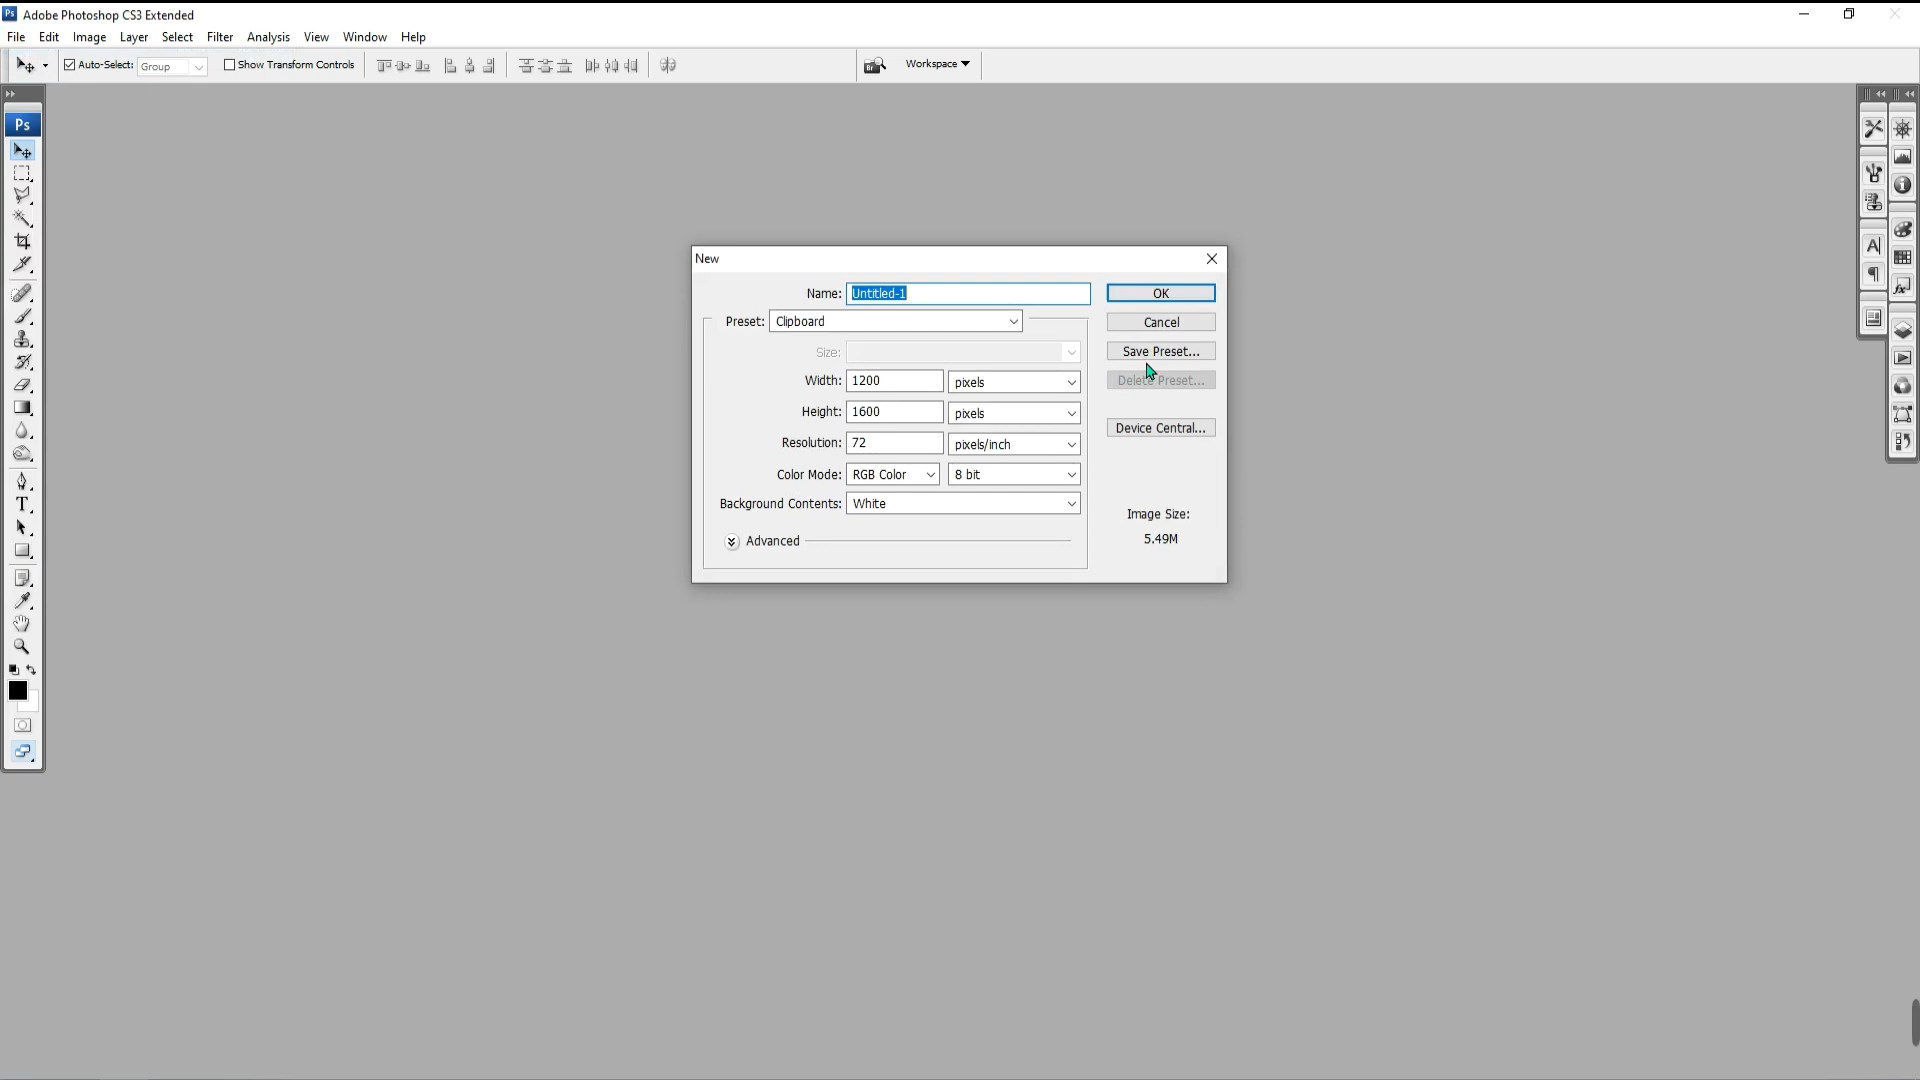 Ps Adobe Photoshop CS3 Extended
File Edit Image Layer Select Filter Analysis View Window Help
Auto-Select: Group Show Transform Controls Br Workspace
Ps
New
Name: Untitled-1 OK
Preset: Clipboard Cancel
Size: Save Preset...
Width: 1200 pixels Delete Preset...
Height: 1600 pixels Device Central...
Resolution: 72 pixels/inch
Color Mode: RGB Color 8 bit
Background Contents: White
Image Size:
Advanced 5.49M